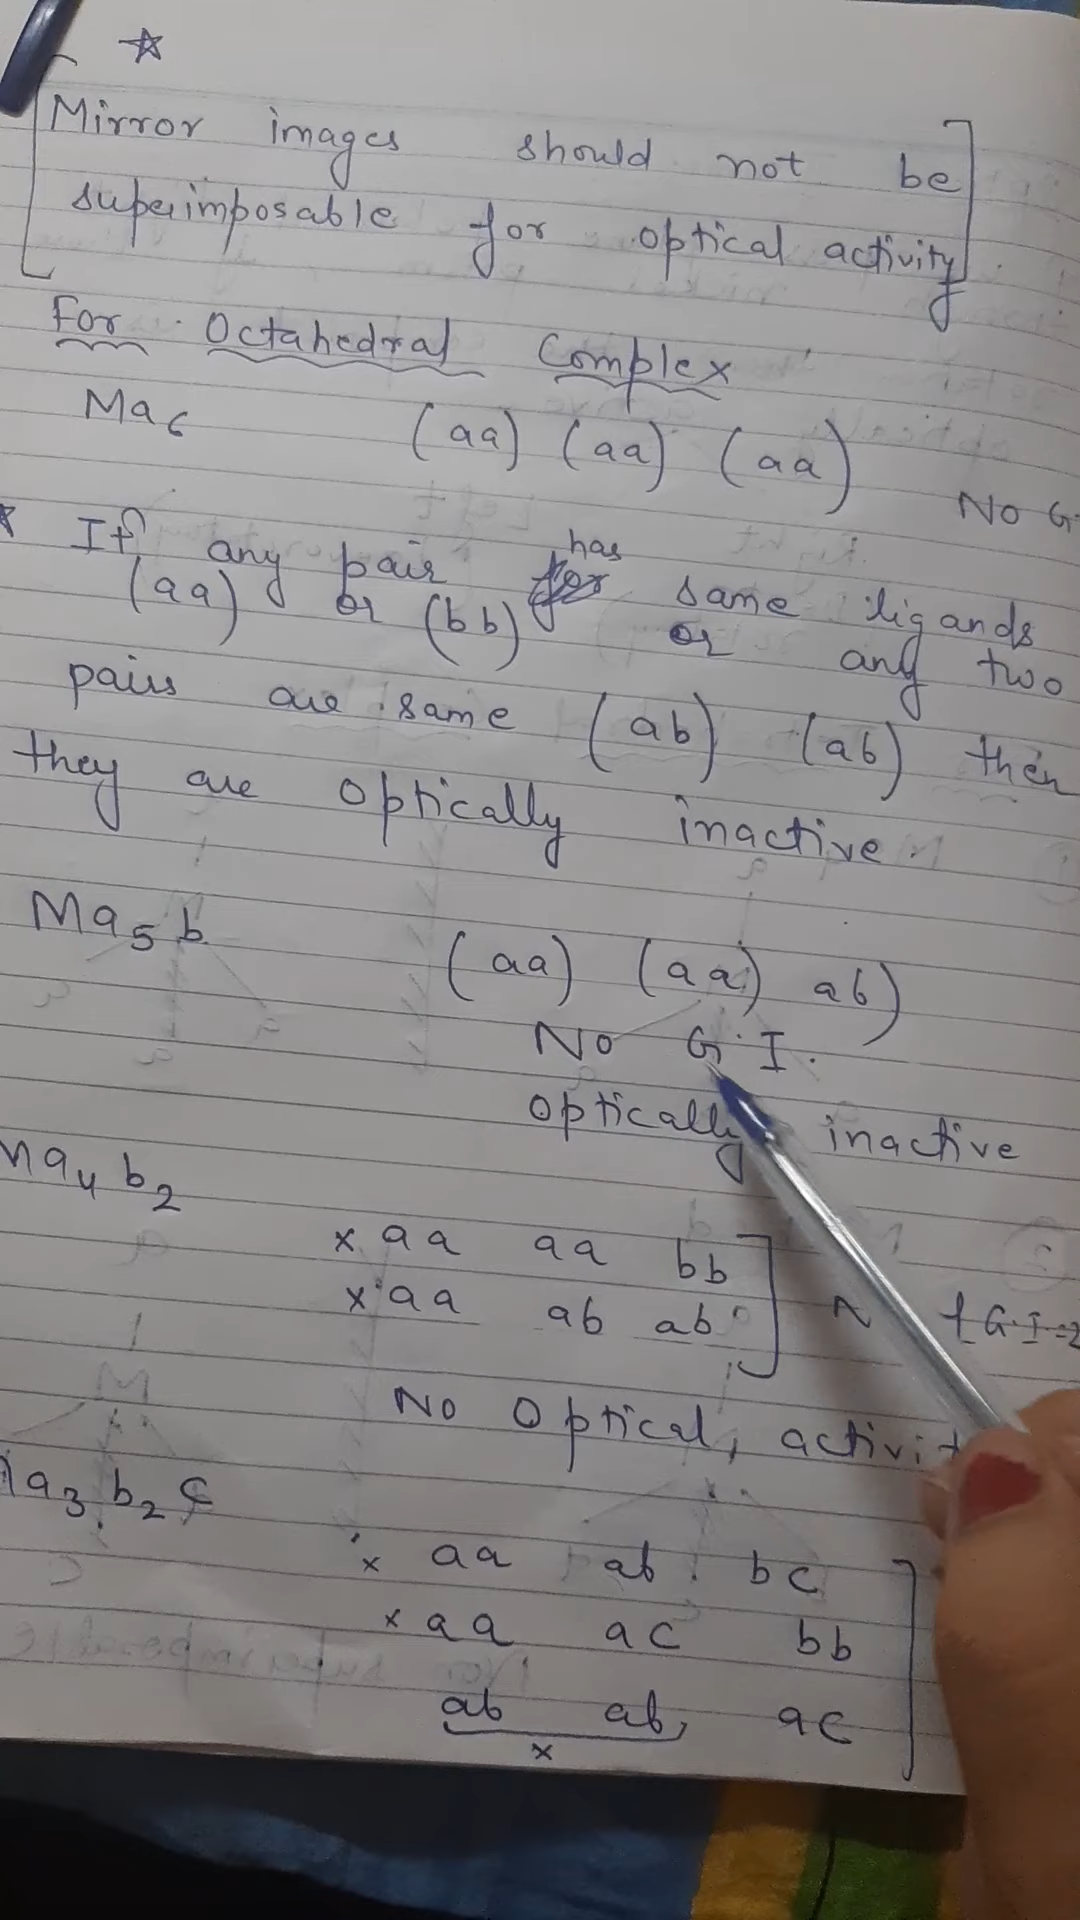 Mirror images should not be
superimposable for optical activity
For Octahedral Complex
Ma6 (aa) (aa) (aa)
No G.
If any pair has same ligands
(aa) or (bb) or any two
pairs are same (ab) (ab) then
they are optically inactive.
Ma5b (aa) (aa) ab)
No G.I.
optically inactive
Ma4b2
x aa aa bb
x aa ab ab
G.I=2
No Optical activit
a3b2c
x aa ab bc
x aa ac bb
ab ab, ac
x